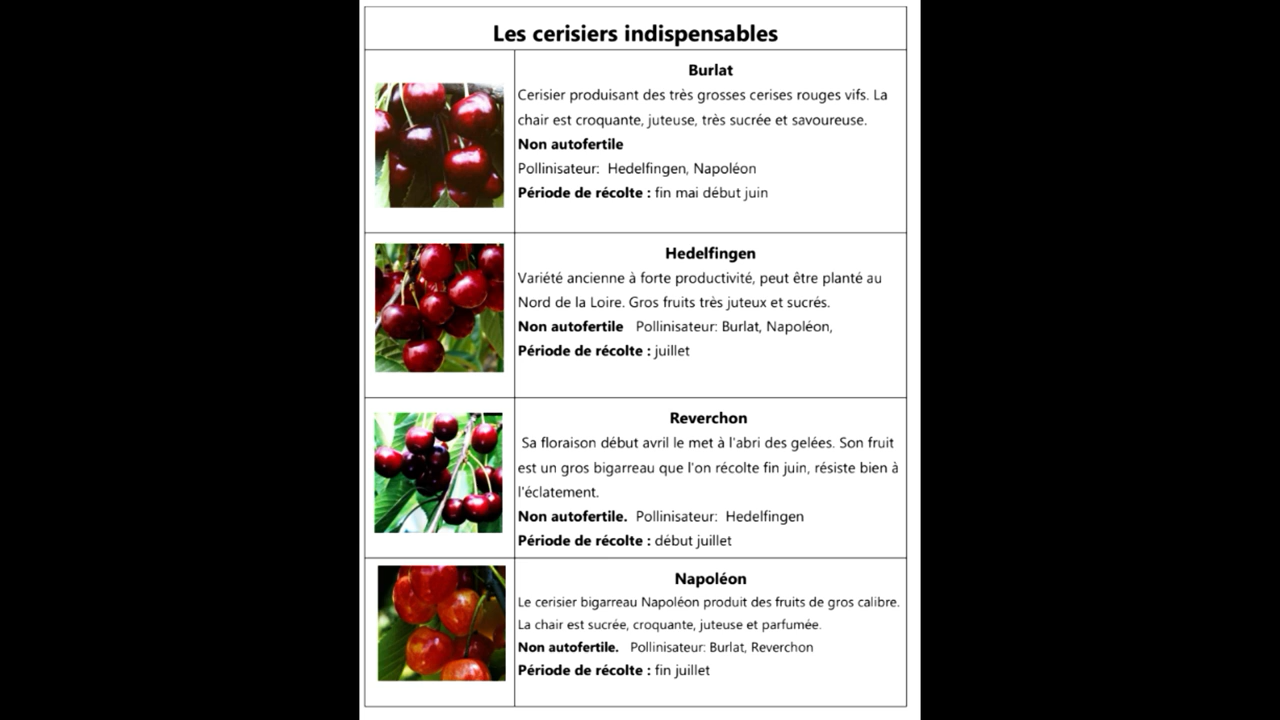 Les cerisiers indispensables
Burlat
Cerisier produisant des très grosses cerises rouges vifs. La
chair est croquante, juteuse, très sucrée et savoureuse.
Non autofertile
Pollinisateur: Hedelfingen, Napoléon
Période de récolte : fin mai début juin
Hedelfingen
Variété ancienne à forte productivité, peut être planté au
Nord de la Loire. Gros fruits très juteux et sucrés.
Non autofertile Pollinisateur: Burlat, Napoléon,
Période de récolte : juillet
Reverchon
Sa floraison début avril le met à l'abri des gelées. Son fruit
est un gros bigarreau que l'on récolte fin juin, résiste bien à
l'éclatement.
Non autofertile. Pollinisateur: Hedelfingen
Période de récolte : début juillet
Napoléon
Le cerisier bigarreau Napoléon produit des fruits de gros calibre.
La chair est sucrée, croquante, juteuse et parfumée.
Non autofertile. Pollinisateur: Burlat, Reverchon
Période de récolte : fin juillet